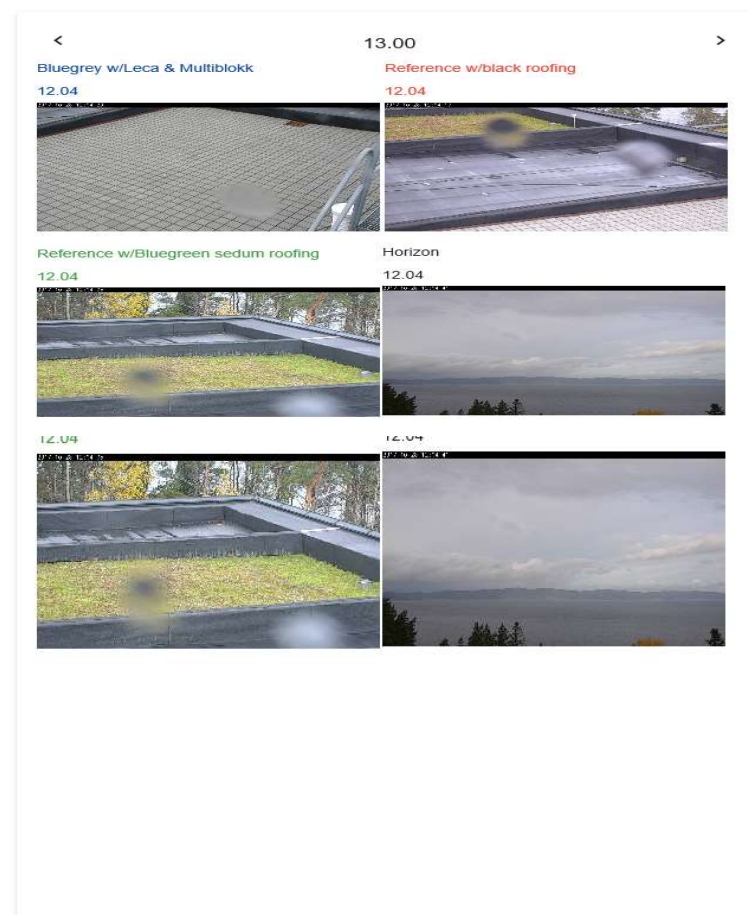 < 13.00 >
Bluegrey w/Leca & Multiblokk
12.04
Reference w/black roofing
12.04
Reference w/Bluegreen sedum roofing
12.04
Horizon
12.04
12.04
12.04